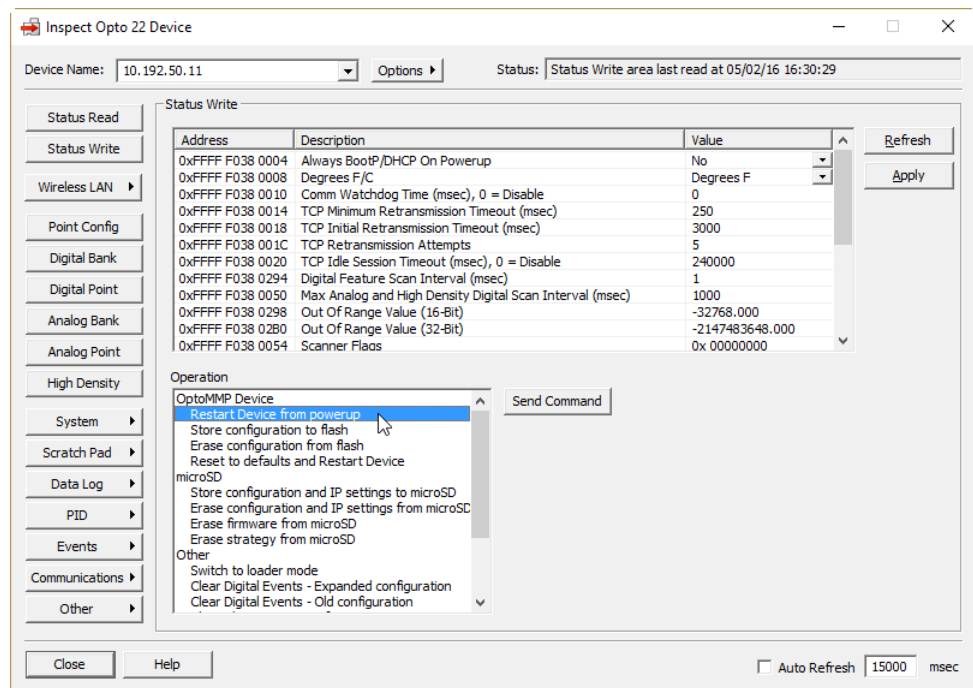 Inspect Opto 22 Device
Device Name: 10.192.50.11 Options Status: Status Write area last read at 05/02/16 16:30:29
Status Read
Status Write
Wireless LAN
Point Config
Digital Bank
Digital Point
Analog Bank
Analog Point
High Density
System
Scratch Pad
Data Log
PID
Events
Communications
Other
Status Write
Address Description Value
0xFFFF F038 0004 Always BootP/DHCP On Powerup No
0xFFFF F038 0008 Degrees F/C Degrees F
0xFFFF F038 0010 Comm Watchdog Time (msec), 0 = Disable 0
0xFFFF F038 0014 TCP Minimum Retransmission Timeout (msec) 250
0xFFFF F038 0018 TCP Initial Retransmission Timeout (msec) 3000
0xFFFF F038 001C TCP Retransmission Attempts 5
0xFFFF F038 0020 TCP Idle Session Timeout (msec), 0 = Disable 240000
0xFFFF F038 0294 Digital Feature Scan Interval (msec) 1
0xFFFF F038 0050 Max Analog and High Density Digital Scan Interval (msec) 1000
0xFFFF F038 0298 Out Of Range Value (16-Bit) -32768.000
0xFFFF F038 02B0 Out Of Range Value (32-Bit) -2147483648.000
0xFFFF F038 0054 Scanner Flags 0x 00000000
Refresh
Apply
Operation
OptoMMP Device
Restart Device from powerup
Store configuration to flash
Erase configuration from flash
Reset to defaults and Restart Device
microSD
Store configuration and IP settings to microSD
Erase configuration and IP settings from microSD
Erase firmware from microSD
Erase strategy from microSD
Other
Switch to loader mode
Clear Digital Events - Expanded configuration
Clear Digital Events - Old configuration
Send Command
Close Help Auto Refresh 15000 msec